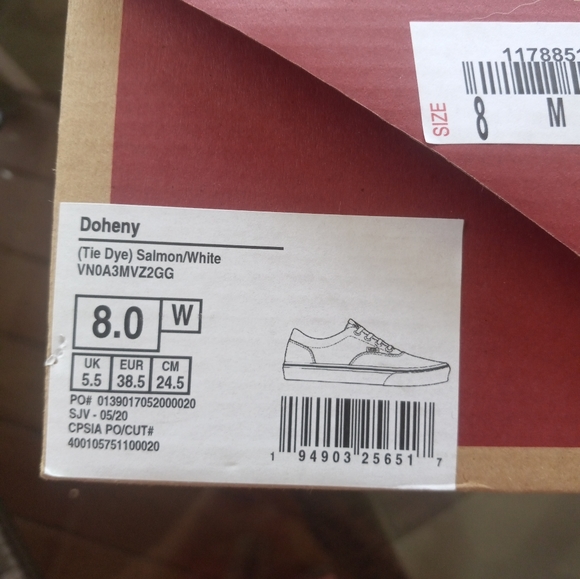 1178851
SIZE
8 M
Doheny
(Tie Dye) Salmon/White
VN0A3MVZ2GG
8.0 W
UK EUR CM
5.5 38.5 24.5
PO# 0139017052000020
SJV - 05/20
CPSIA PO/CUT#
400105751100020
1 94903 25651 7